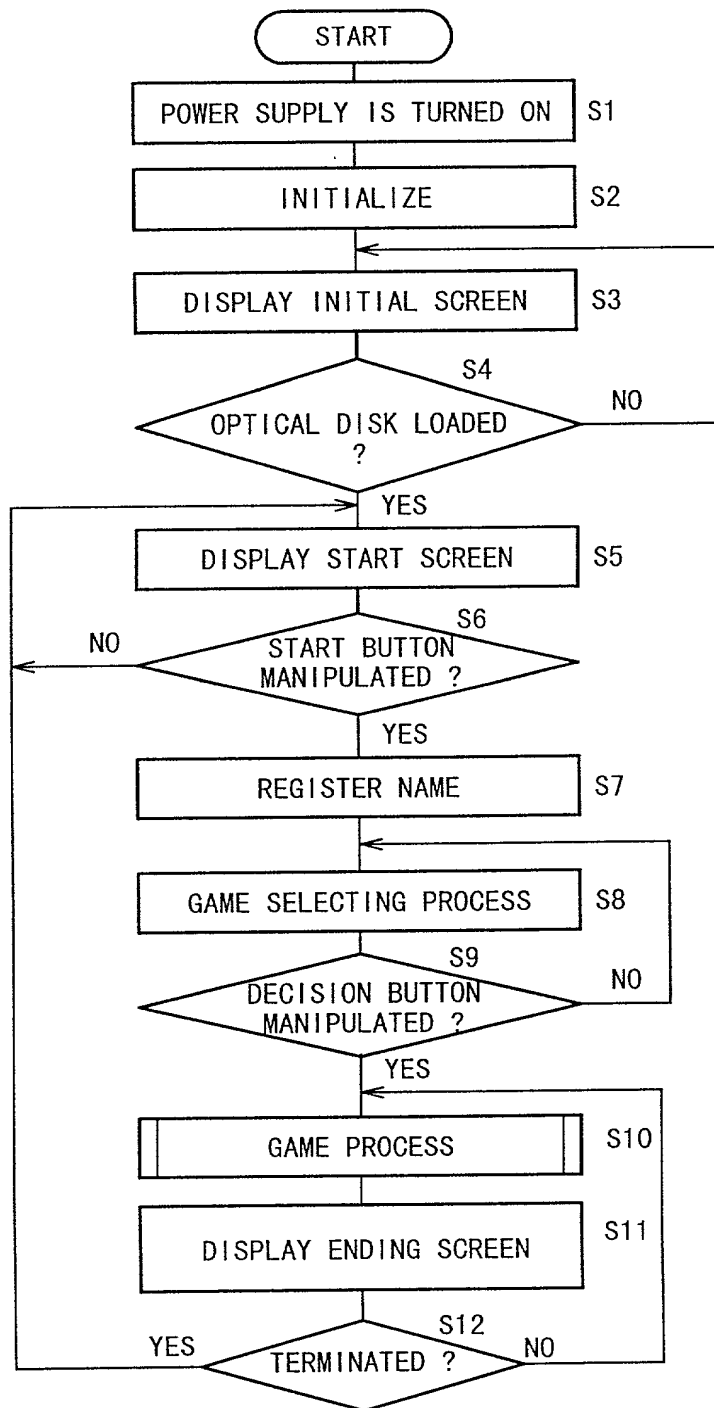 START
POWER SUPPLY IS TURNED ON S1
INITIALIZE S2
DISPLAY INITIAL SCREEN S3
S4
OPTICAL DISK LOADED
?
NO
YES
DISPLAY START SCREEN S5
S6
START BUTTON
MANIPULATED ?
NO
YES
REGISTER NAME S7
GAME SELECTING PROCESS S8
S9
DECISION BUTTON
MANIPULATED ?
NO
YES
GAME PROCESS S10
DISPLAY ENDING SCREEN S11
S12
TERMINATED ?
YES
NO